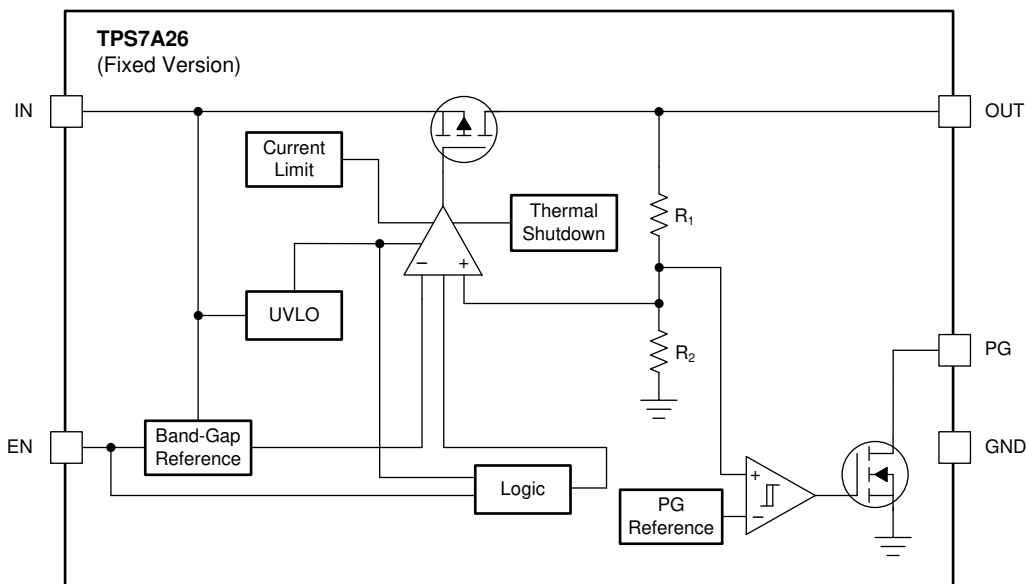 TPS7A26
(Fixed Version)
IN
OUT
Current
Limit
Thermal
Shutdown
R1
− +
UVLO
R2
PG
EN
Band-Gap
Reference
GND
Logic
+
−
PG
Reference